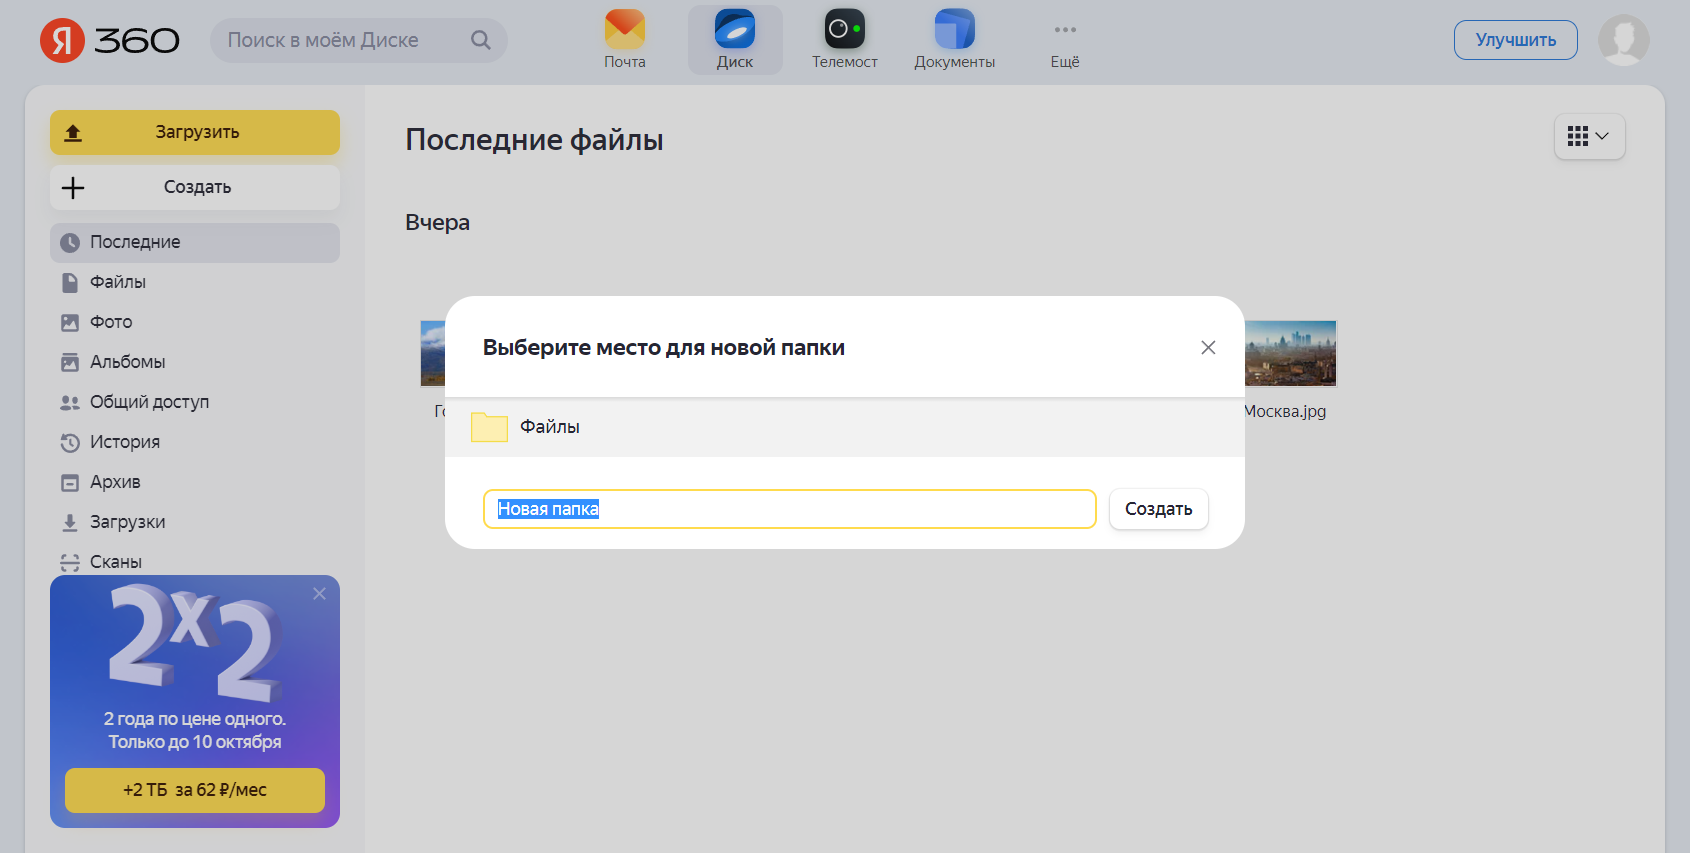 Я 360
Поиск в моём Диске
Почта
Диск
Телемост
Документы
Ещё
Улучшить
Загрузить
Создать
Последние
Файлы
Фото
Альбомы
Общий доступ
История
Архив
Загрузки
Сканы
2x2
2 года по цене одного.
Только до 10 октября
+2 ТБ за 62 ₽/мес
Последние файлы
Вчера
Москва.jpg
Выберите место для новой папки
Файлы
Новая папка
Создать